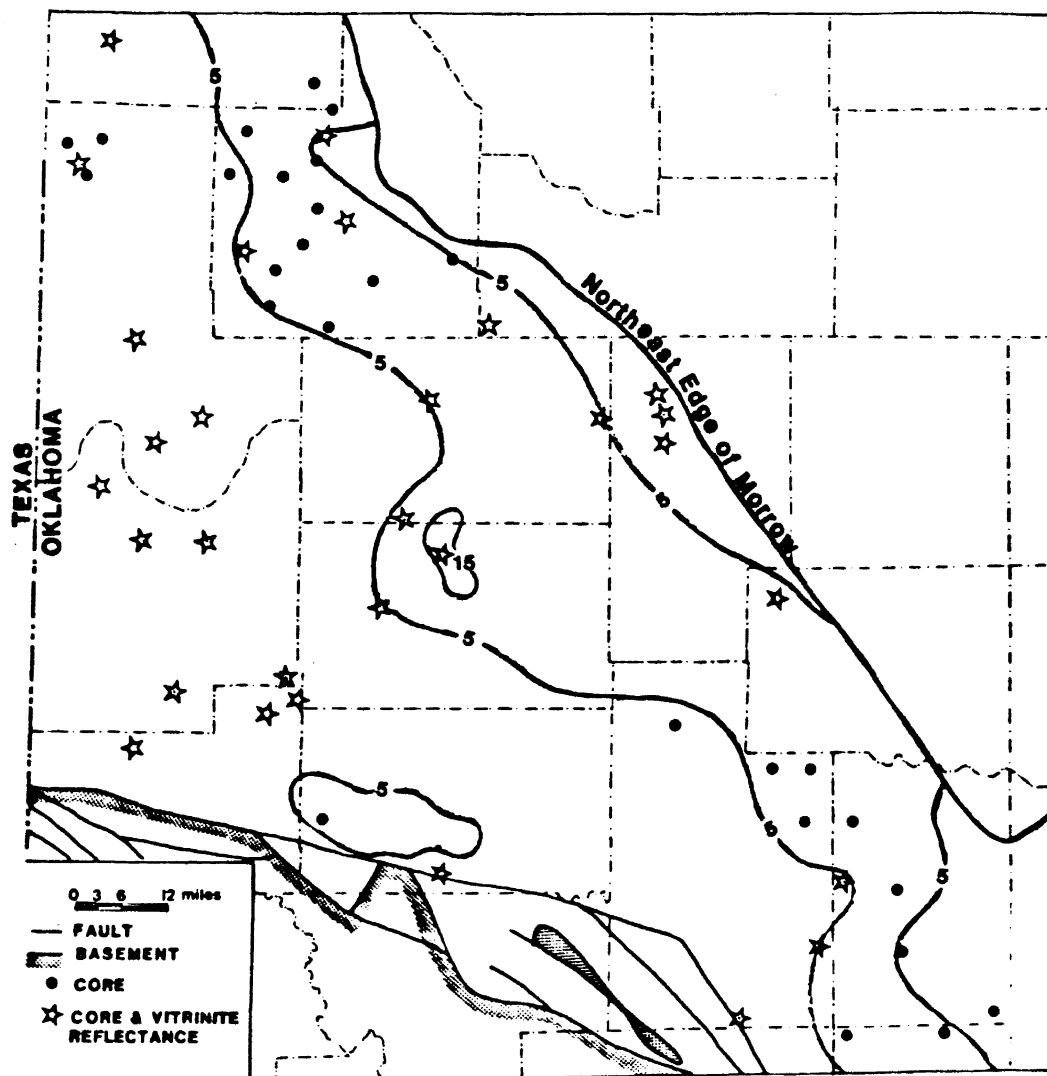 5
5
5
Northeast Edge of Morrow
TEXAS
OKLAHOMA
5
15
5
5
5
5
0 3 6 12 miles
FAULT
BASEMENT
CORE
CORE & VITRINITE
REFLECTANCE